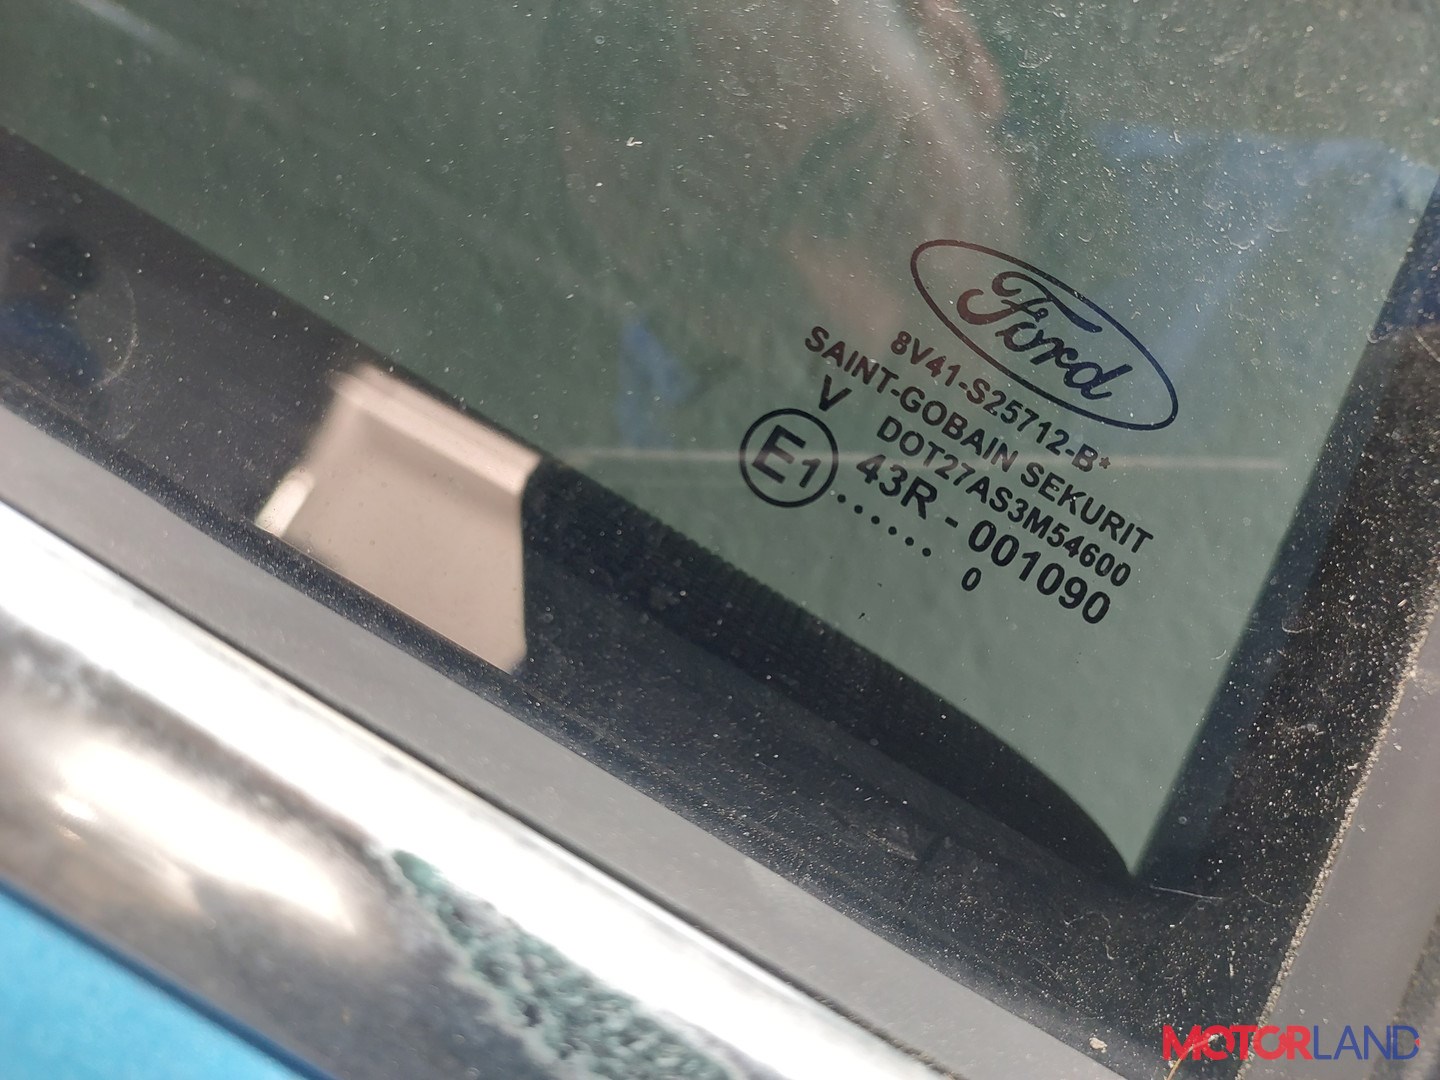 Ford
8V41-S25712-B*
SAINT-GOBAIN SEKURIT
V DOT27AS3M54600
E1 43R - 001090
...... 0
MOTORLAND